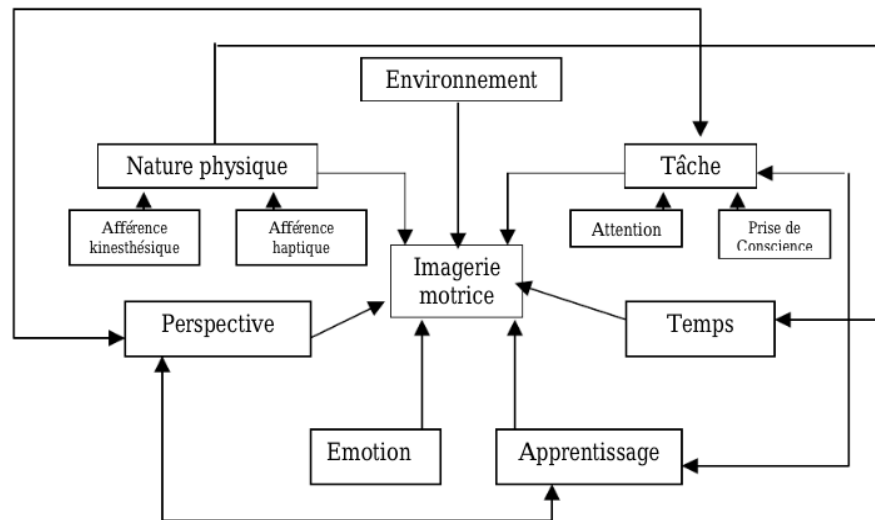 Environnement
Nature physique
Tâche
Afférence
kinesthésique
Afférence
haptique
Attention
Prise de
Conscience
Imagerie
motrice
Perspective
Temps
Emotion
Apprentissage